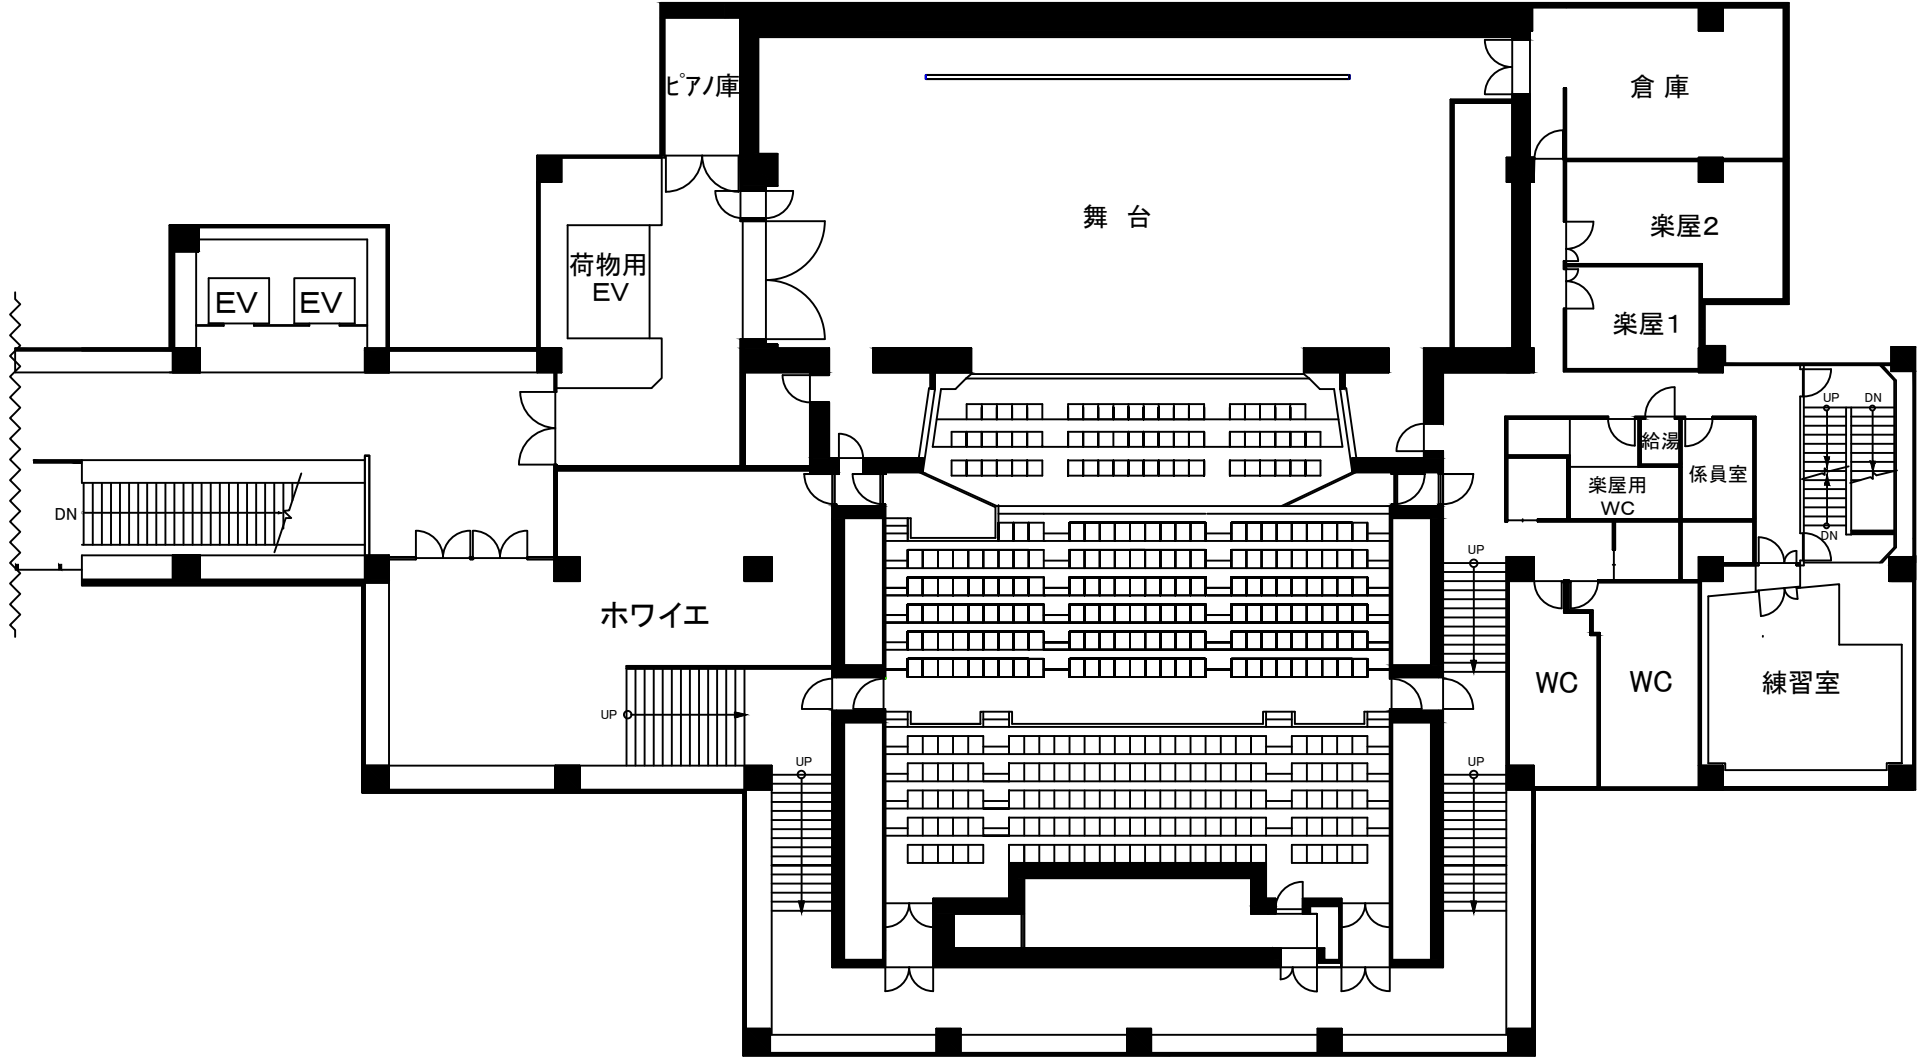 ピアノ庫
倉 庫
舞 台
楽屋2
荷物用
EV
EV
EV
楽屋1
UP
DN
給湯
係員室
楽屋用
WC
DN
DN
UP
ホワイエ
WC
WC
練習室
UP
UP
UP